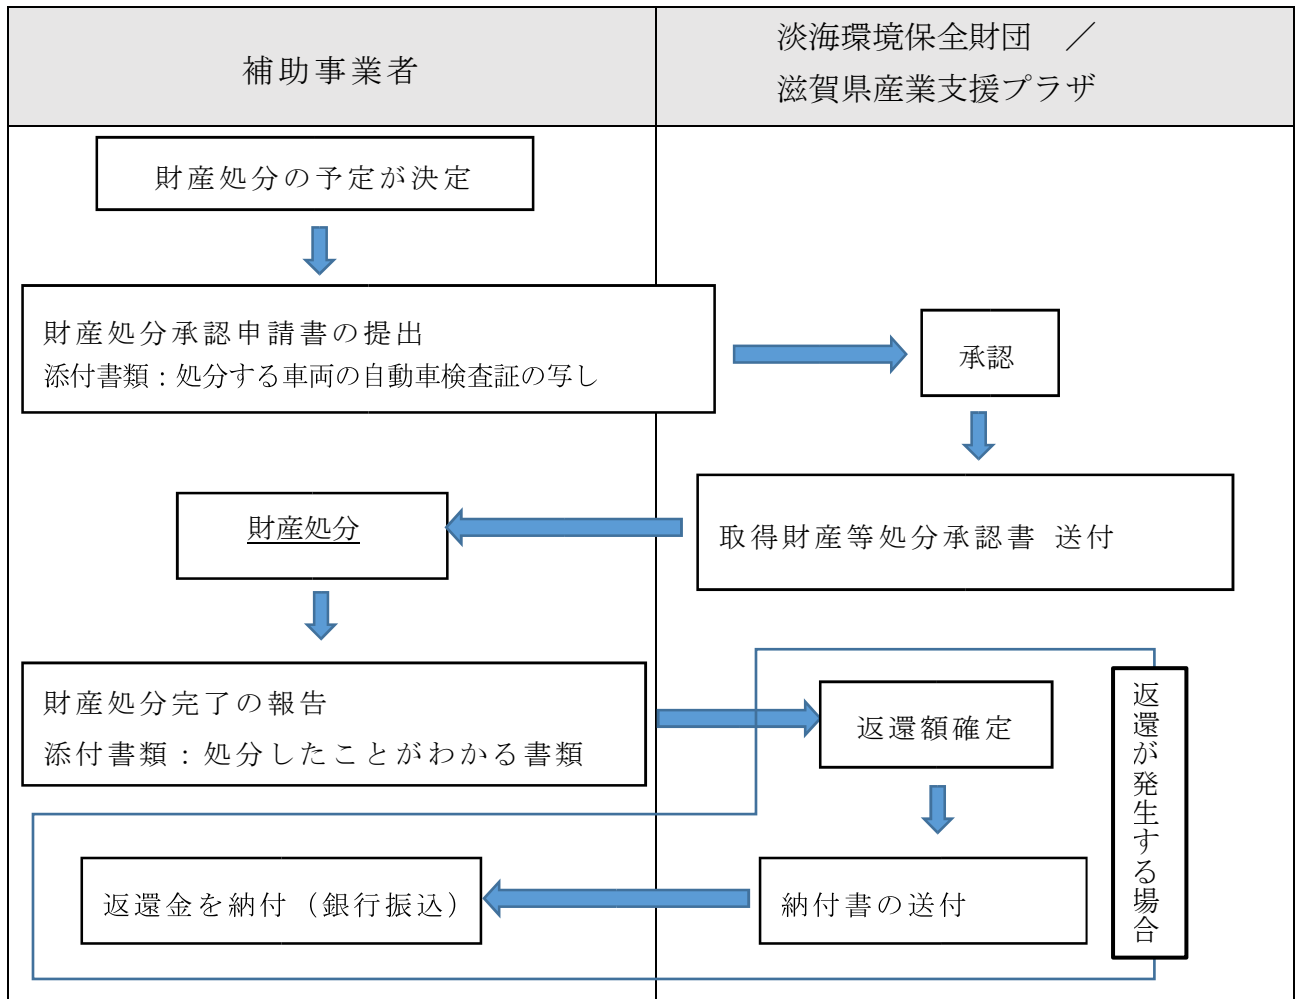 補助事業者
淡海環境保全財団　／
滋賀県産業支援プラザ
財産処分の予定が決定
財産処分承認申請書の提出
添付書類：処分する車両の自動車検査証の写し
承認
取得財産等処分承認書 送付
財産処分
財産処分完了の報告
添付書類：処分したことがわかる書類
返還額確定
返還が発生する場合
納付書の送付
返還金を納付（銀行振込）